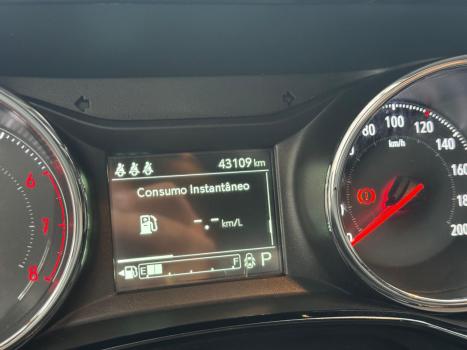 43109 km
Consumo Instantâneo
-.- km/L
E F P
6
7
8
80 100 120 140 160 180 200
km/h